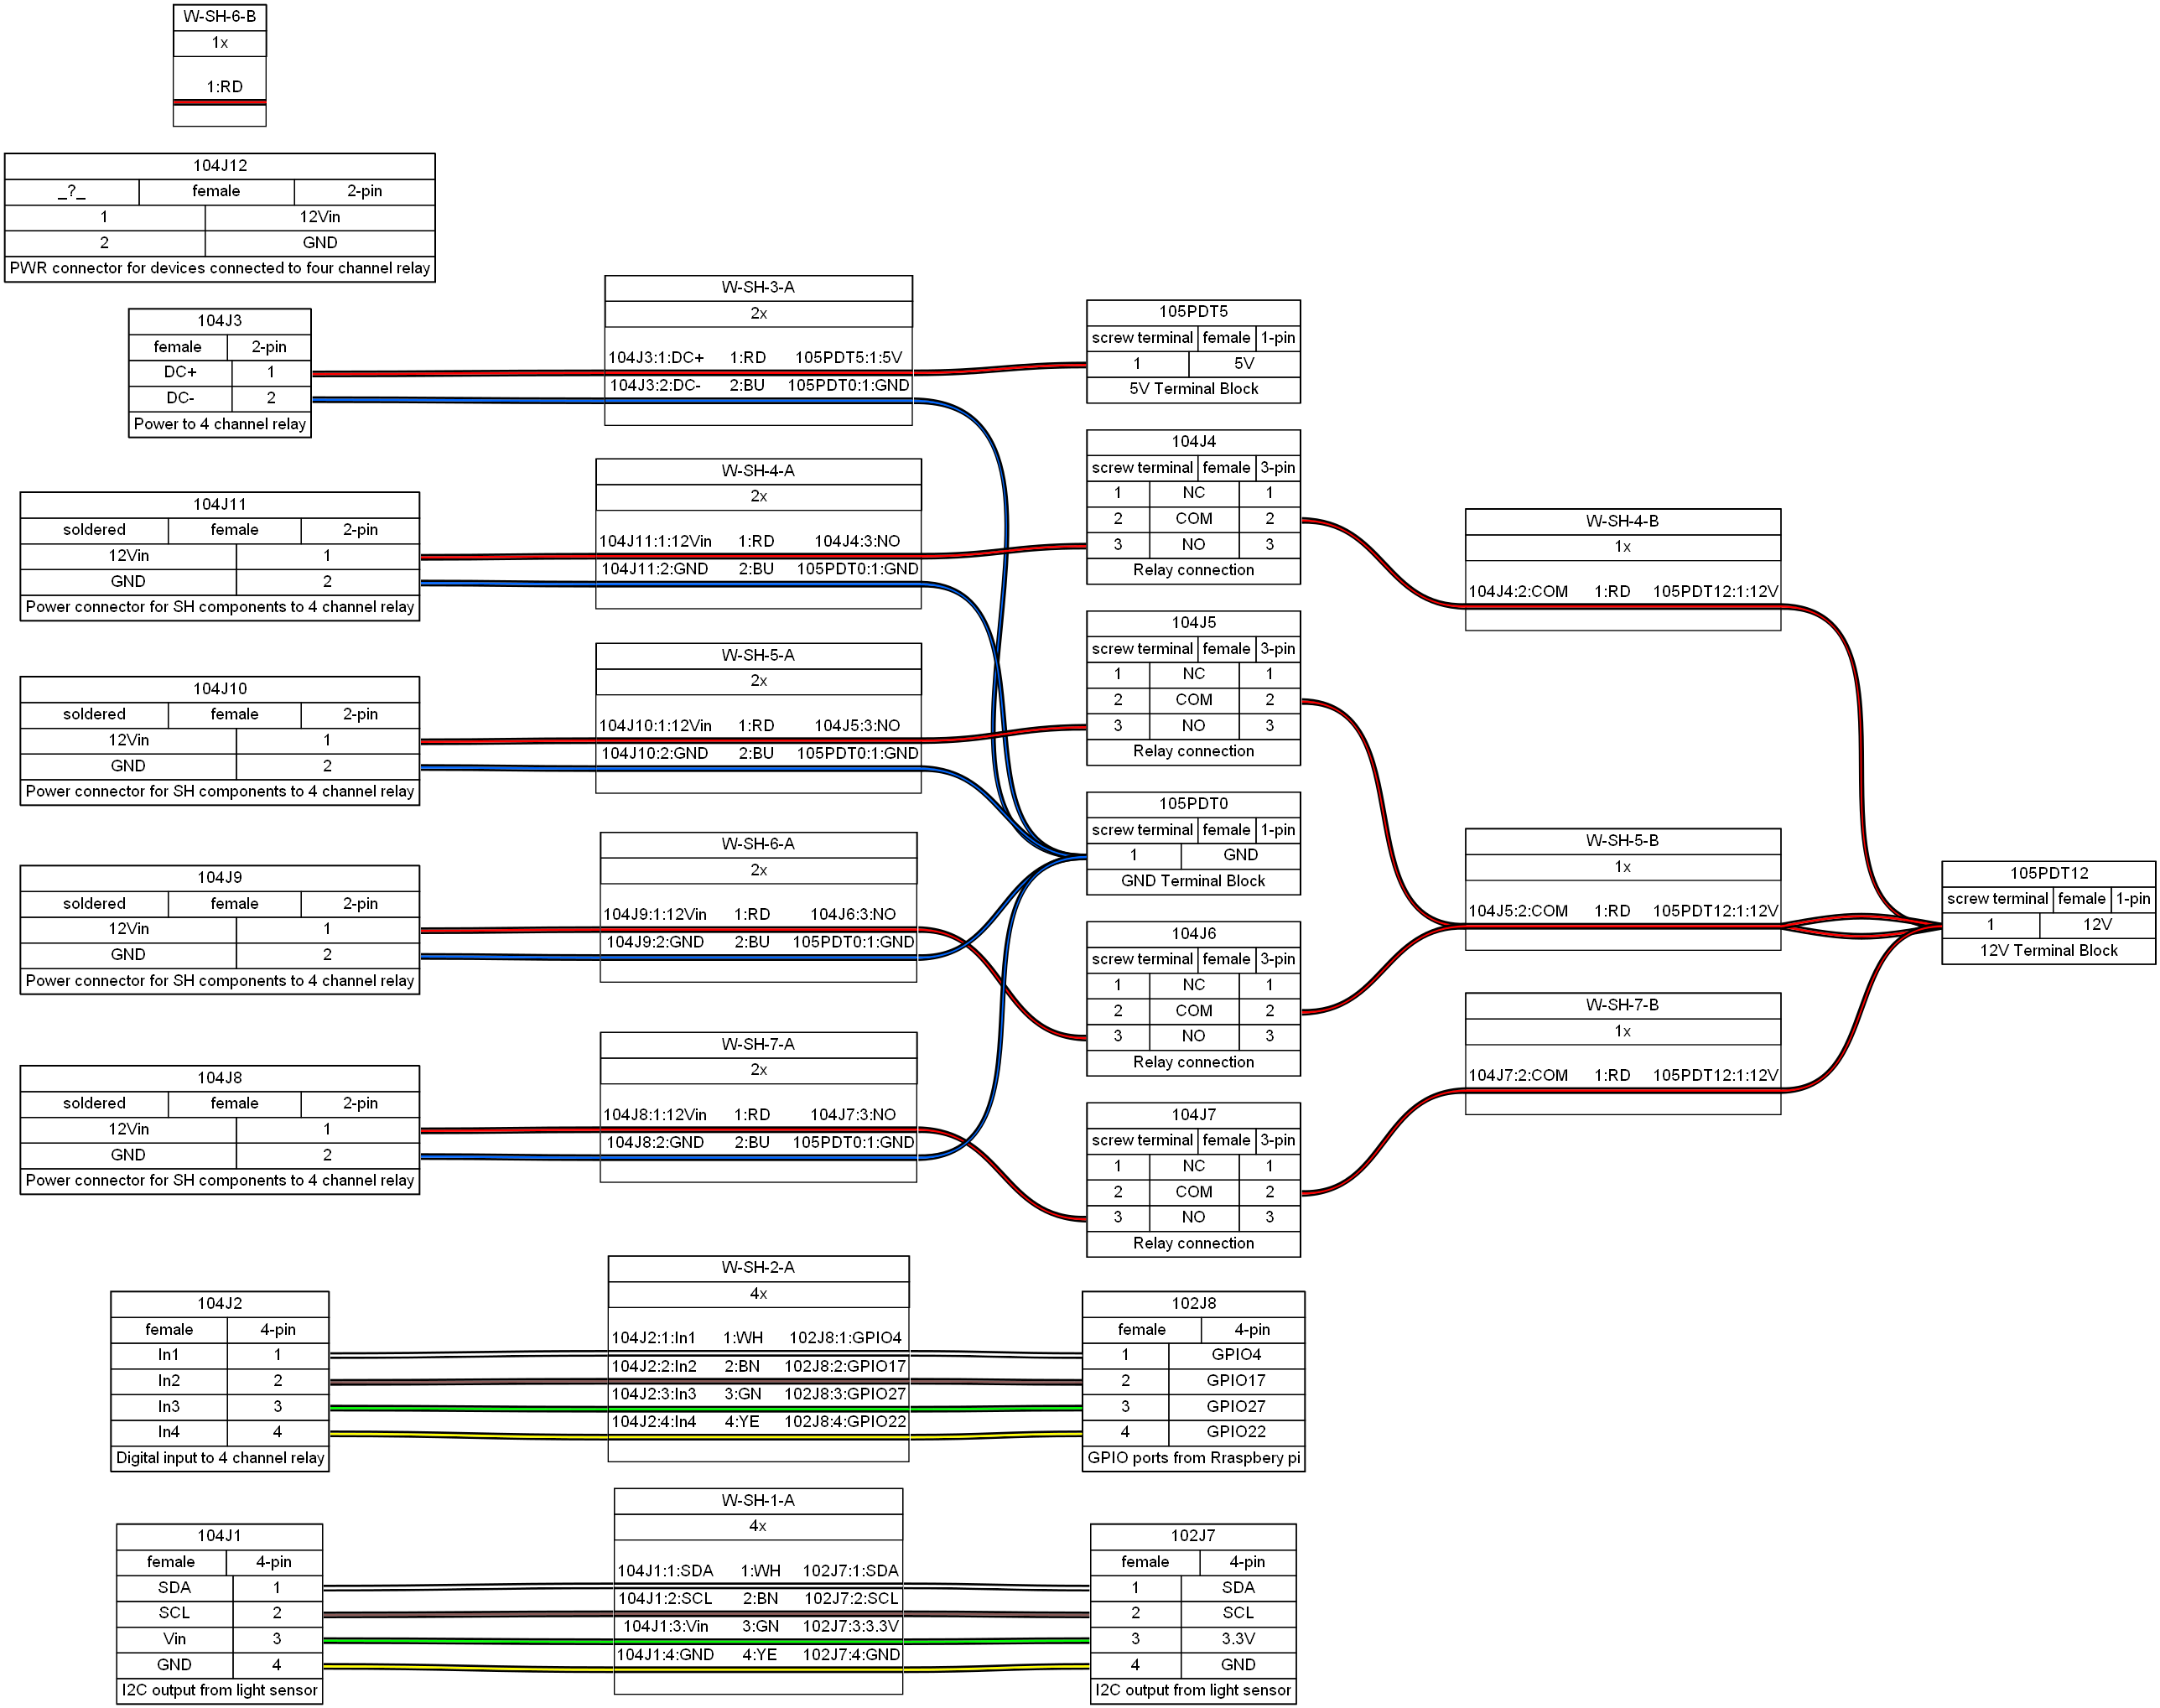 W-SH-6-B
1x
1:RD
104J12
_?_ female 2-pin
1 12Vin
2 GND
PWR connector for devices connected to four channel relay
104J3
female 2-pin
DC+ 1
DC- 2
Power to 4 channel relay
W-SH-3-A
2x
104J3:1:DC+ 1:RD 105PDT5:1:5V
104J3:2:DC- 2:BU 105PDT0:1:GND
105PDT5
screw terminal female 1-pin
1 5V
5V Terminal Block
104J11
soldered female 2-pin
12Vin 1
GND 2
Power connector for SH components to 4 channel relay
W-SH-4-A
2x
104J11:1:12Vin 1:RD 104J4:3:NO
104J11:2:GND 2:BU 105PDT0:1:GND
104J4
screw terminal female 3-pin
1 NC 1
2 COM 2
3 NO 3
Relay connection
W-SH-4-B
1x
104J4:2:COM 1:RD 105PDT12:1:12V
104J10
soldered female 2-pin
12Vin 1
GND 2
Power connector for SH components to 4 channel relay
W-SH-5-A
2x
104J10:1:12Vin 1:RD 104J5:3:NO
104J10:2:GND 2:BU 105PDT0:1:GND
104J5
screw terminal female 3-pin
1 NC 1
2 COM 2
3 NO 3
Relay connection
105PDT0
screw terminal female 1-pin
1 GND
GND Terminal Block
W-SH-5-B
1x
104J5:2:COM 1:RD 105PDT12:1:12V
105PDT12
screw terminal female 1-pin
1 12V
12V Terminal Block
104J9
soldered female 2-pin
12Vin 1
GND 2
Power connector for SH components to 4 channel relay
W-SH-6-A
2x
104J9:1:12Vin 1:RD 104J6:3:NO
104J9:2:GND 2:BU 105PDT0:1:GND
104J6
screw terminal female 3-pin
1 NC 1
2 COM 2
3 NO 3
Relay connection
W-SH-7-B
1x
104J7:2:COM 1:RD 105PDT12:1:12V
104J8
soldered female 2-pin
12Vin 1
GND 2
Power connector for SH components to 4 channel relay
W-SH-7-A
2x
104J8:1:12Vin 1:RD 104J7:3:NO
104J8:2:GND 2:BU 105PDT0:1:GND
104J7
screw terminal female 3-pin
1 NC 1
2 COM 2
3 NO 3
Relay connection
104J2
female 4-pin
In1 1
In2 2
In3 3
In4 4
Digital input to 4 channel relay
W-SH-2-A
4x
104J2:1:In1 1:WH 102J8:1:GPIO4
104J2:2:In2 2:BN 102J8:2:GPIO17
104J2:3:In3 3:GN 102J8:3:GPIO27
104J2:4:In4 4:YE 102J8:4:GPIO22
102J8
female 4-pin
1 GPIO4
2 GPIO17
3 GPIO27
4 GPIO22
GPIO ports from Rraspbery pi
104J1
female 4-pin
SDA 1
SCL 2
Vin 3
GND 4
I2C output from light sensor
W-SH-1-A
4x
104J1:1:SDA 1:WH 102J7:1:SDA
104J1:2:SCL 2:BN 102J7:2:SCL
104J1:3:Vin 3:GN 102J7:3:3.3V
104J1:4:GND 4:YE 102J7:4:GND
102J7
female 4-pin
1 SDA
2 SCL
3 3.3V
4 GND
I2C output from light sensor